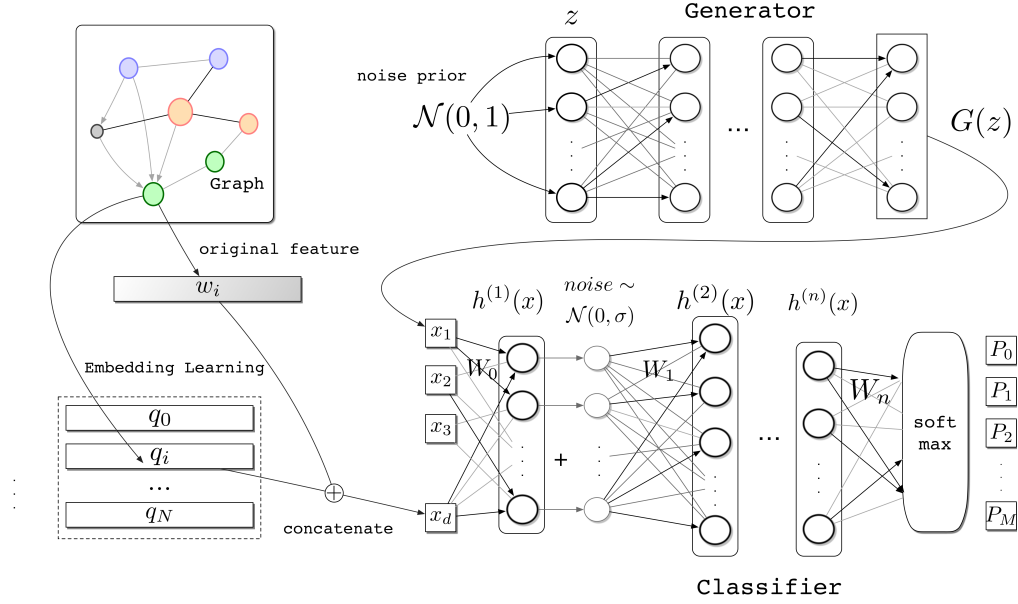 Generator
z
noise prior
𝒩(0, 1)
...
G(z)
Graph
original feature
w_i
Embedding Learning
q_0
q_i
...
q_N
concatenate
h^(1)(x)
noise ∼
𝒩(0, σ)
h^(2)(x)
h^(n)(x)
x_1
x_2
x_3
x_d
W_0
+
W_1
...
W_n
soft
max
P_0
P_1
P_2
P_M
Classifier